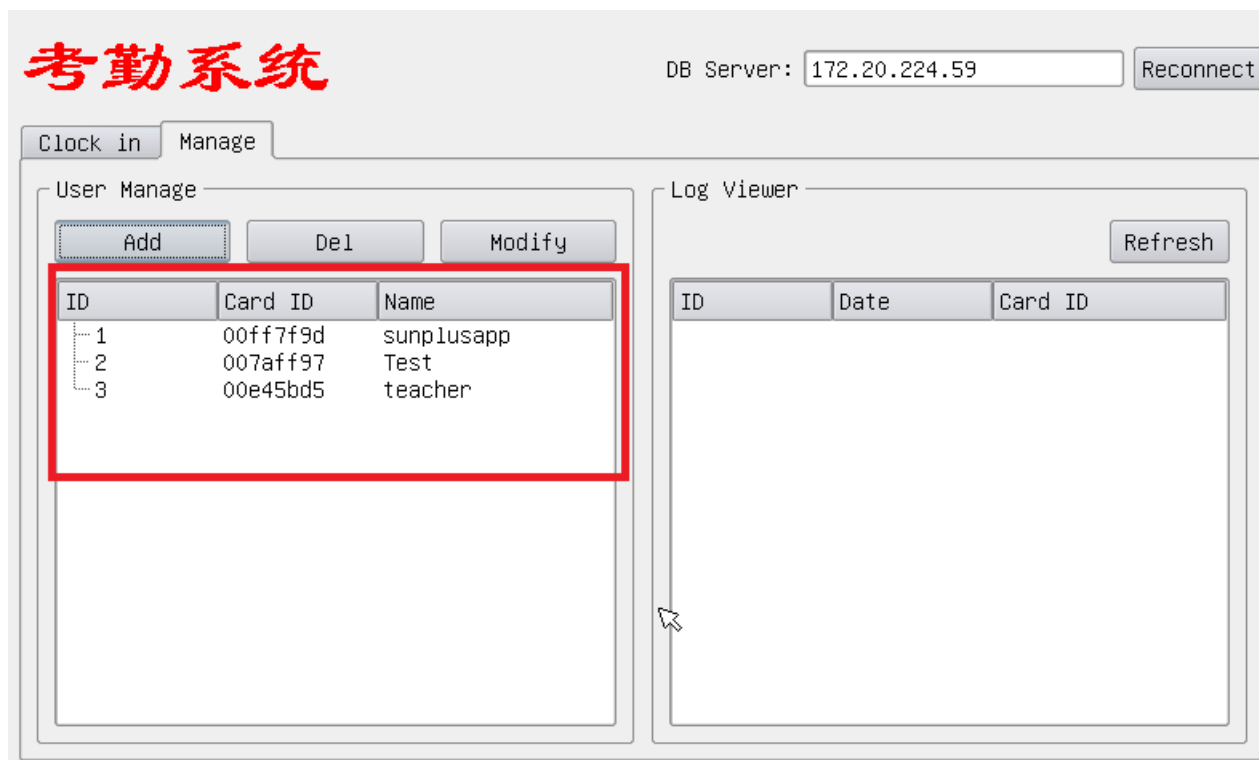 考勤系统
DB Server: 172.20.224.59 Reconnect
Clock in Manage
User Manage
Add Del Modify
ID Card ID Name
1 00ff7f9d sunplusapp
2 007aff97 Test
3 00e45bd5 teacher
Log Viewer
Refresh
ID Date Card ID